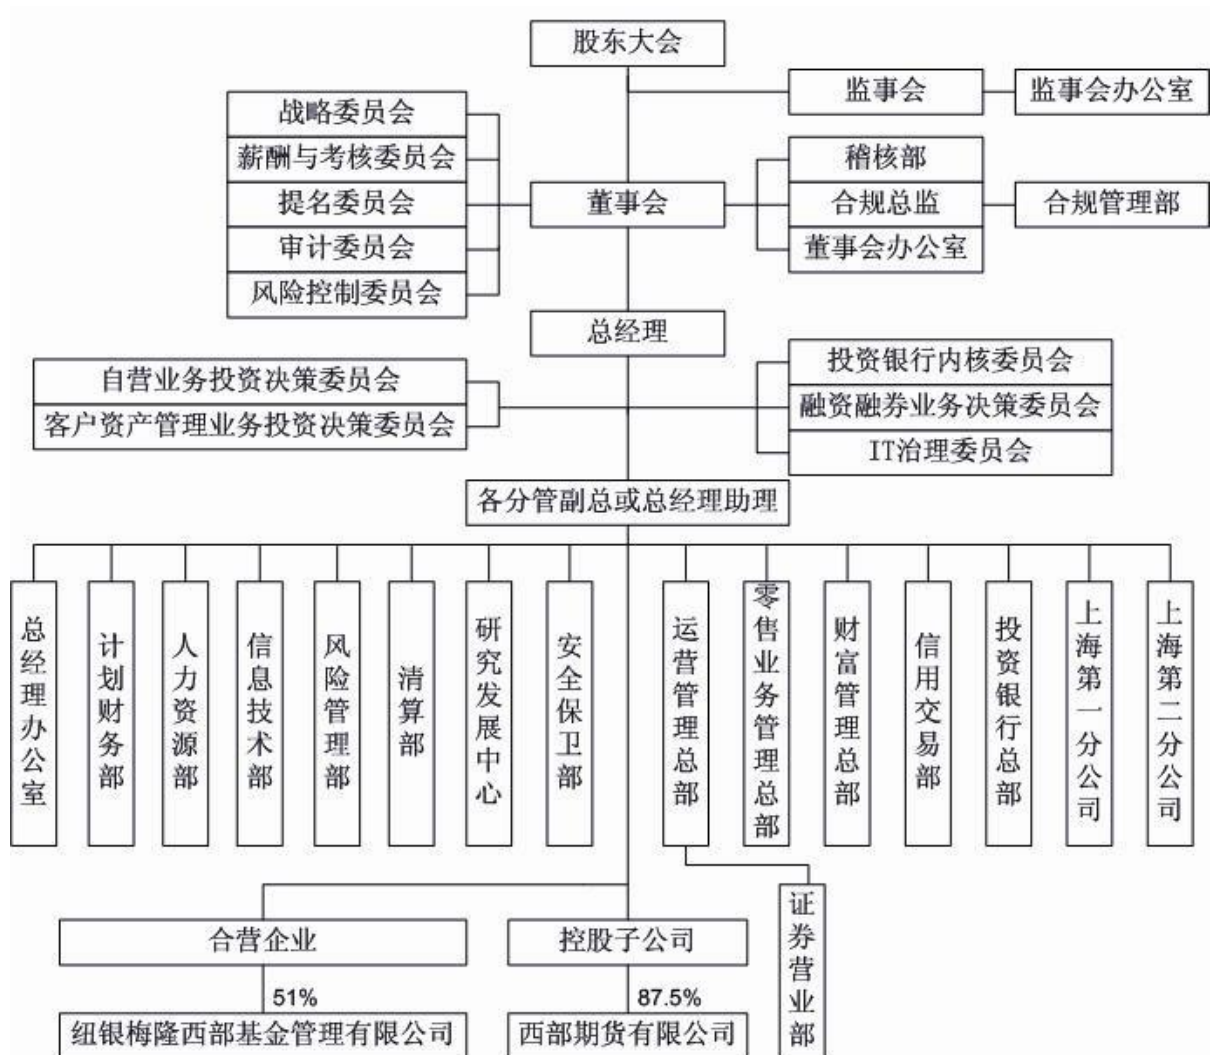 股东大会
监事会
监事会办公室
战略委员会
薪酬与考核委员会
提名委员会
审计委员会
风险控制委员会
董事会
稽核部
合规总监
董事会办公室
合规管理部
总经理
自营业务投资决策委员会
客户资产管理业务投资决策委员会
投资银行内核委员会
融资融券业务决策委员会
IT治理委员会
各分管副总或总经理助理
总经理办公室
计划财务部
人力资源部
信息技术部
风险管理部
清算部
研究发展中心
安全保卫部
运营管理总部
零售业务管理总部
财富管理总部
信用交易部
投资银行总部
上海第一分公司
上海第二分公司
合营企业
控股子公司
证券营业部
51%
87.5%
纽银梅隆西部基金管理有限公司
西部期货有限公司